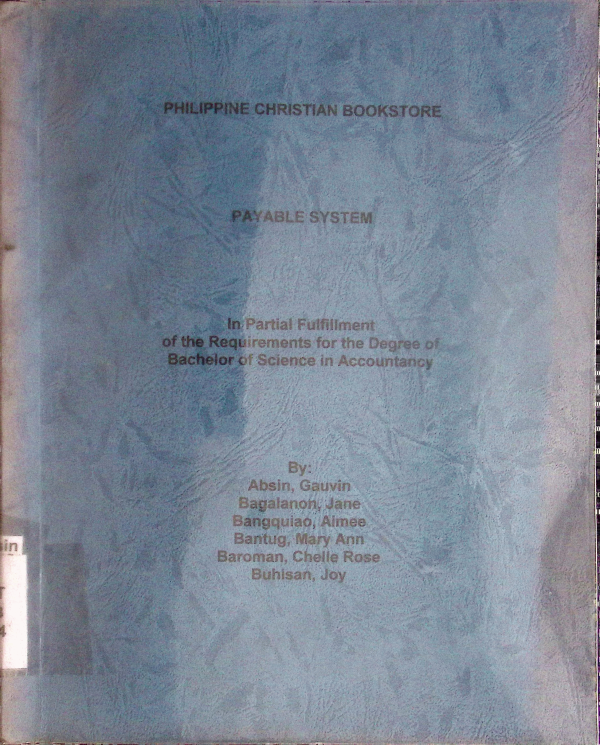 PHILIPPINE CHRISTIAN BOOKSTORE
PAYABLE SYSTEM
In Partial Fulfillment
of the Requirements for the Degree of
Bachelor of Science in Accountancy
By:
Absin, Gauvin
Bagalanon, Jane
Bangquiao, Aimee
Bantug, Mary Ann
Baroman, Chelle Rose
Buhisan, Joy